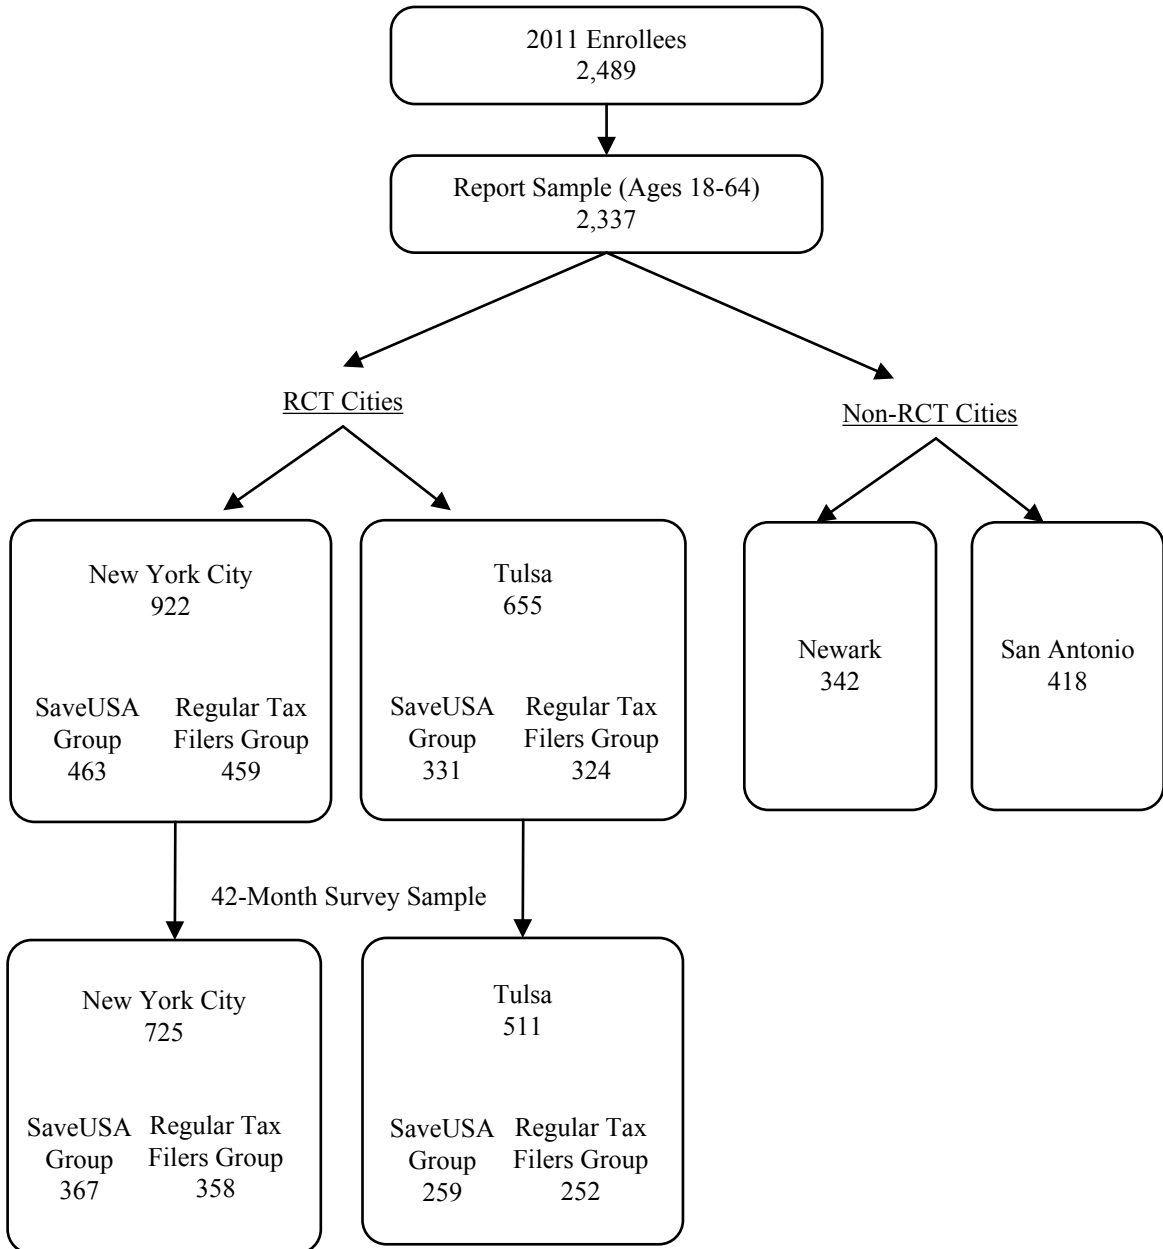 2011 Enrollees
2,489
Report Sample (Ages 18-64)
2,337
RCT Cities
Non-RCT Cities
New York City
922
SaveUSA
Group
463
Regular Tax
Filers Group
459
Tulsa
655
SaveUSA
Group
331
Regular Tax
Filers Group
324
Newark
342
San Antonio
418
42-Month Survey Sample
New York City
725
SaveUSA
Group
367
Regular Tax
Filers Group
358
Tulsa
511
SaveUSA
Group
259
Regular Tax
Filers Group
252